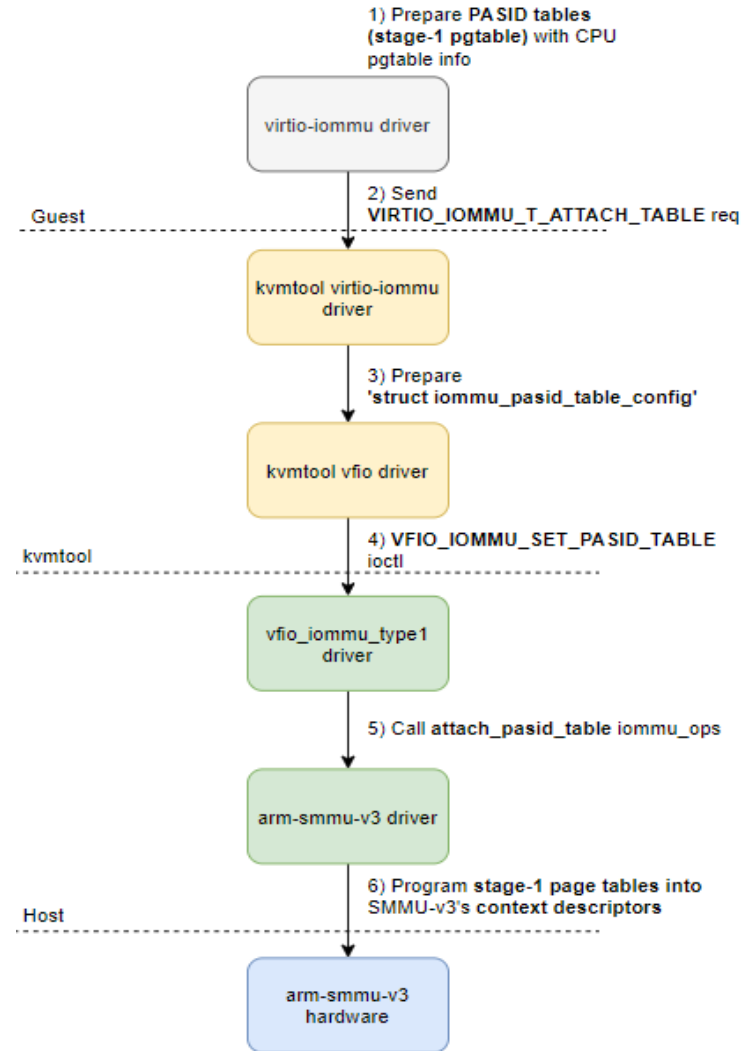 1) Prepare PASID tables
(stage-1 pgtable) with CPU
pgtable info
virtio-iommu driver
2) Send
VIRTIO_IOMMU_T_ATTACH_TABLE req
Guest
kvmtool virtio-iommu
driver
3) Prepare
'struct iommu_pasid_table_config'
kvmtool vfio driver
4) VFIO_IOMMU_SET_PASID_TABLE
ioctl
kvmtool
vfio_iommu_type1
driver
5) Call attach_pasid_table iommu_ops
arm-smmu-v3 driver
6) Program stage-1 page tables into
SMMU-v3's context descriptors
Host
arm-smmu-v3
hardware